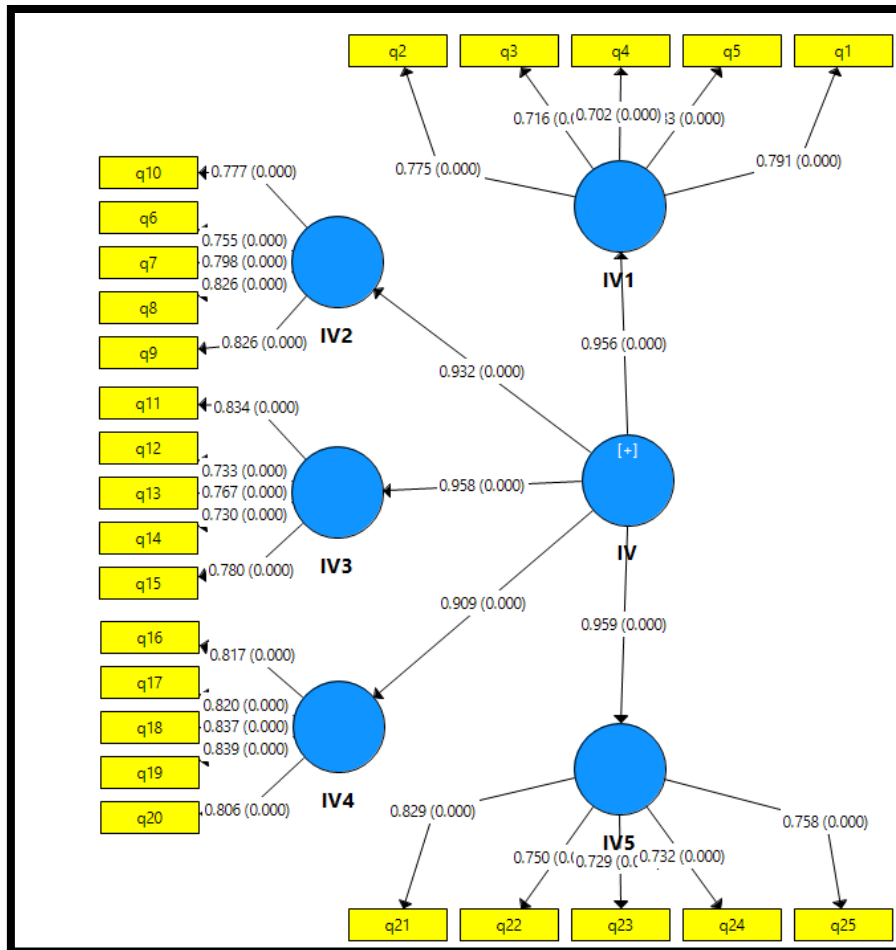 q2
q3
q4
q5
q1
0.775 (0.000)
0.716
0.702 (0.000)
(0.000)
0.791 (0.000)
IV1
q10
q6
q7
q8
q9
0.777 (0.000)
0.755 (0.000)
0.798 (0.000)
0.826 (0.000)
0.826 (0.000)
IV2
0.956 (0.000)
0.932 (0.000)
q11
q12
q13
q14
q15
0.834 (0.000)
0.733 (0.000)
0.767 (0.000)
0.730 (0.000)
0.780 (0.000)
IV3
0.958 (0.000)
[+]
IV
0.909 (0.000)
0.959 (0.000)
q16
q17
q18
q19
q20
0.817 (0.000)
0.820 (0.000)
0.837 (0.000)
0.839 (0.000)
0.806 (0.000)
IV4
IV5
0.829 (0.000)
0.750
0.729
0.732 (0.000)
0.758 (0.000)
q21
q22
q23
q24
q25